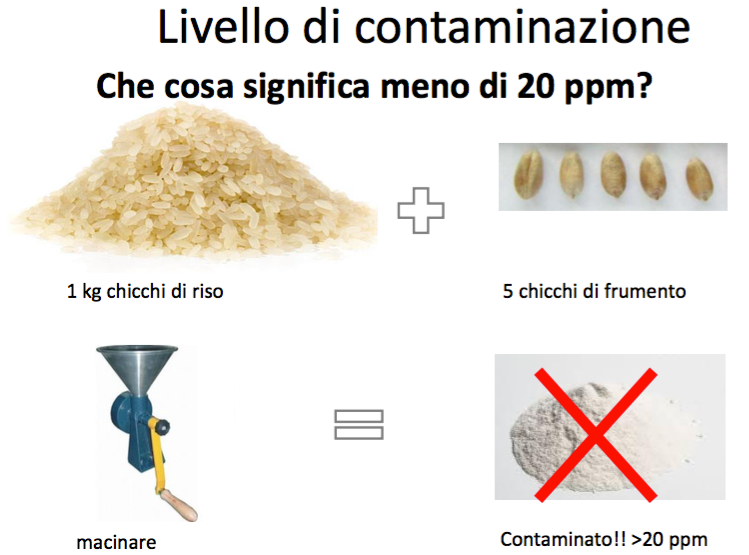 Livello di contaminazione
Che cosa significa meno di 20 ppm?
1 kg chicchi di riso
5 chicchi di frumento
macinare
Contaminato!! >20 ppm